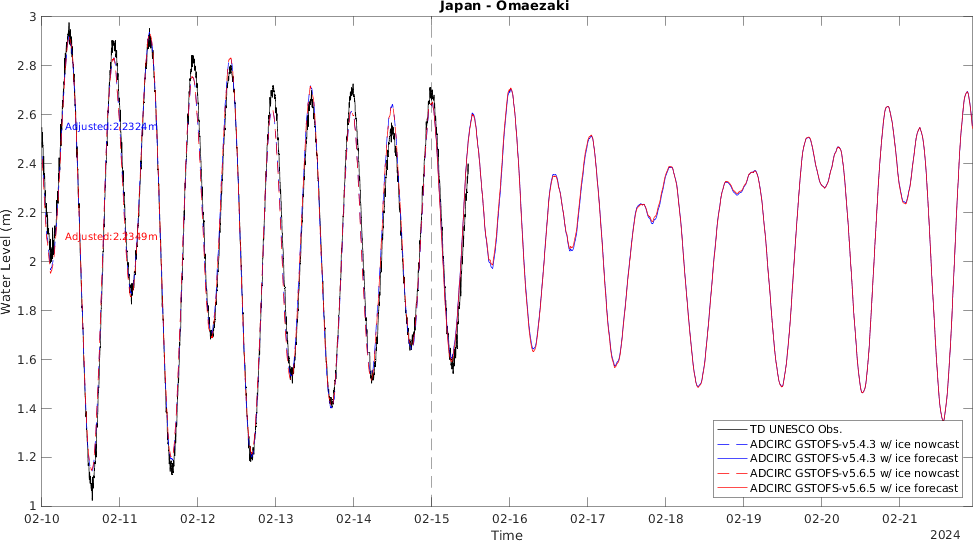 Japan - Omaezaki
Water Level (m)
3
2.8
2.6
2.4
2.2
2
1.8
1.6
1.4
1.2
1
Adjusted:2.2324m
Adjusted:2.2349m
TD UNESCO Obs.
ADCIRC GSTOFS-v5.4.3 w/ ice nowcast
ADCIRC GSTOFS-v5.4.3 w/ ice forecast
ADCIRC GSTOFS-v5.6.5 w/ ice nowcast
ADCIRC GSTOFS-v5.6.5 w/ ice forecast
02-10 02-11 02-12 02-13 02-14 02-15 02-16 02-17 02-18 02-19 02-20 02-21
Time
2024